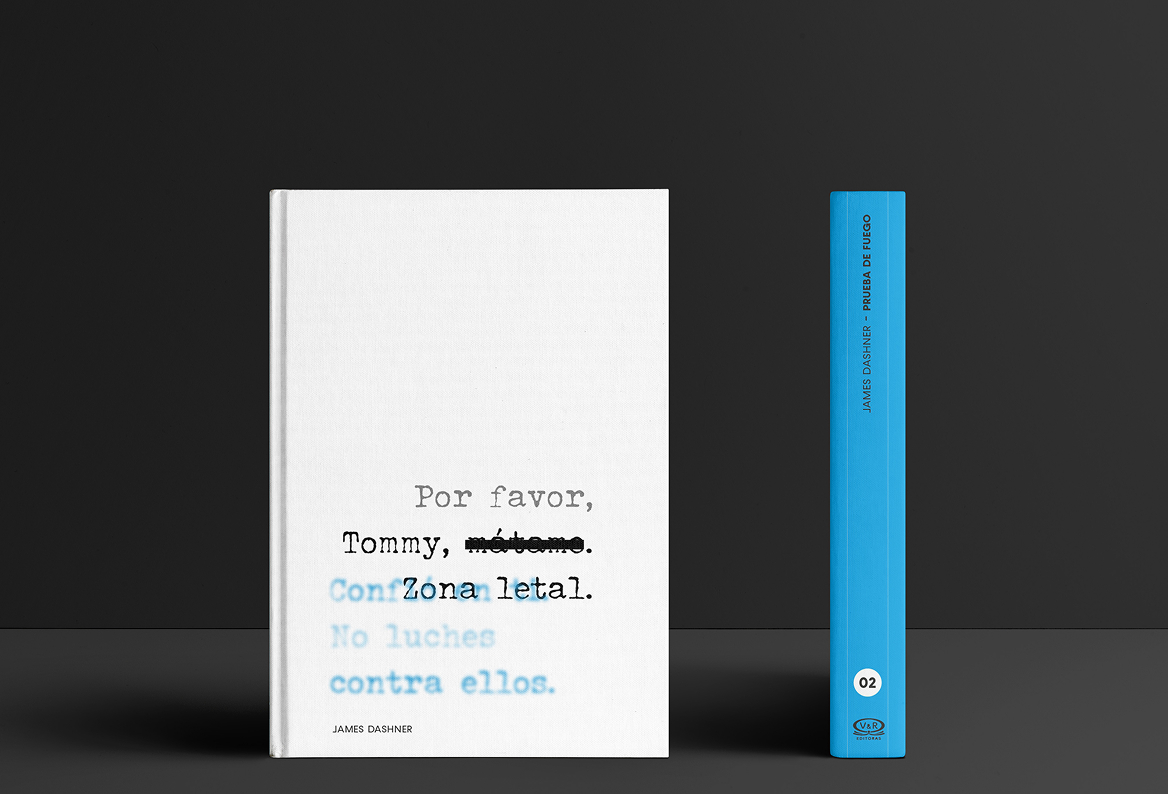 Por favor,
Tommy, mátame.
Zona letal.
Confié en ti.
No luches
contra ellos.
JAMES DASHNER
JAMES DASHNER - PRUEBA DE FUEGO
02
V&R
EDITORAS